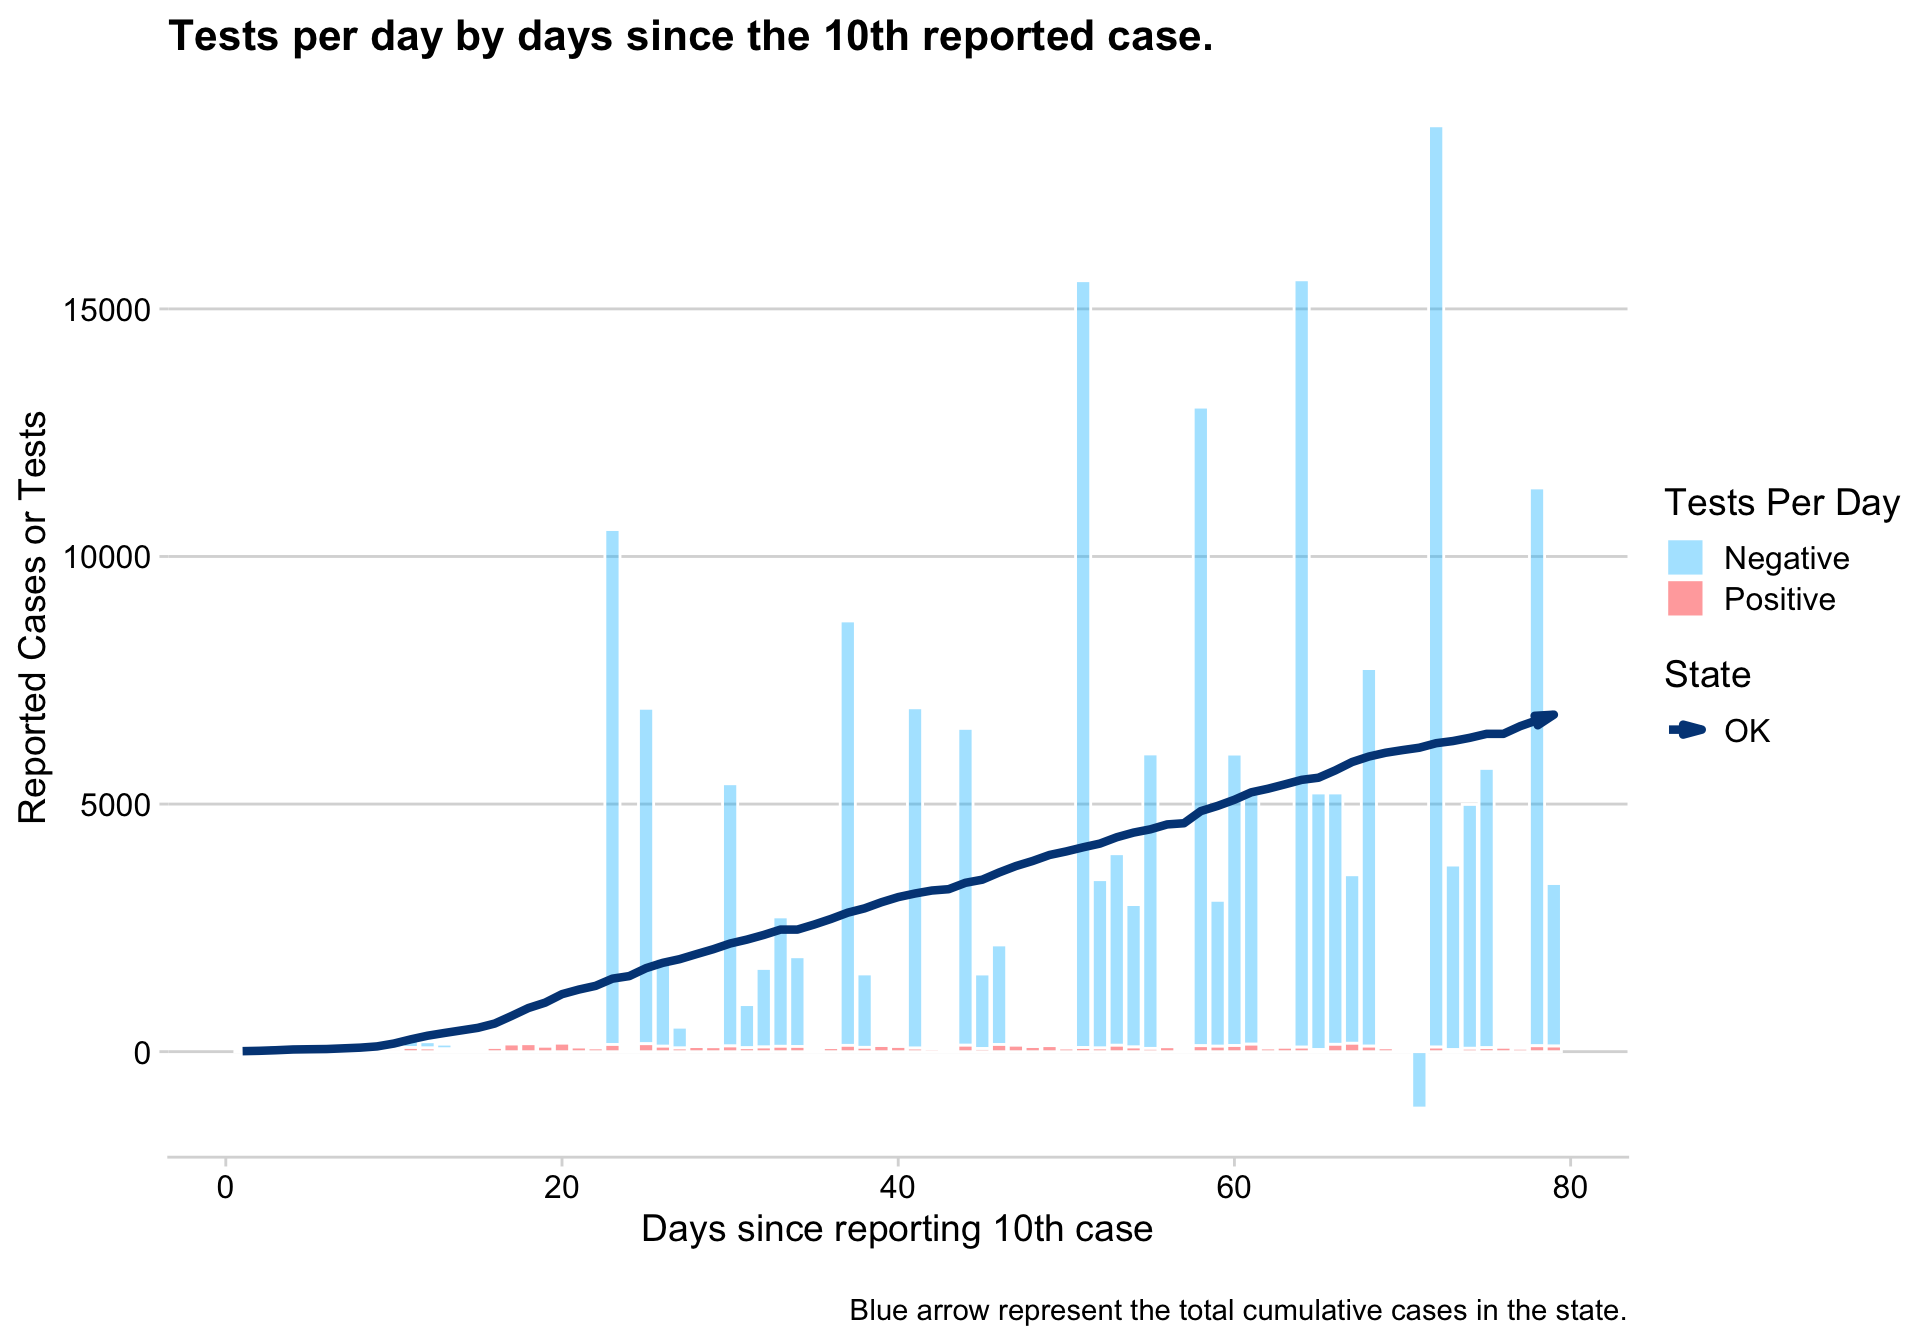 Tests per day by days since the 10th reported case.
Reported Cases or Tests
15000
10000
5000
0
0
20
40
60
80
Days since reporting 10th case
Tests Per Day
Negative
Positive
State
OK
Blue arrow represent the total cumulative cases in the state.